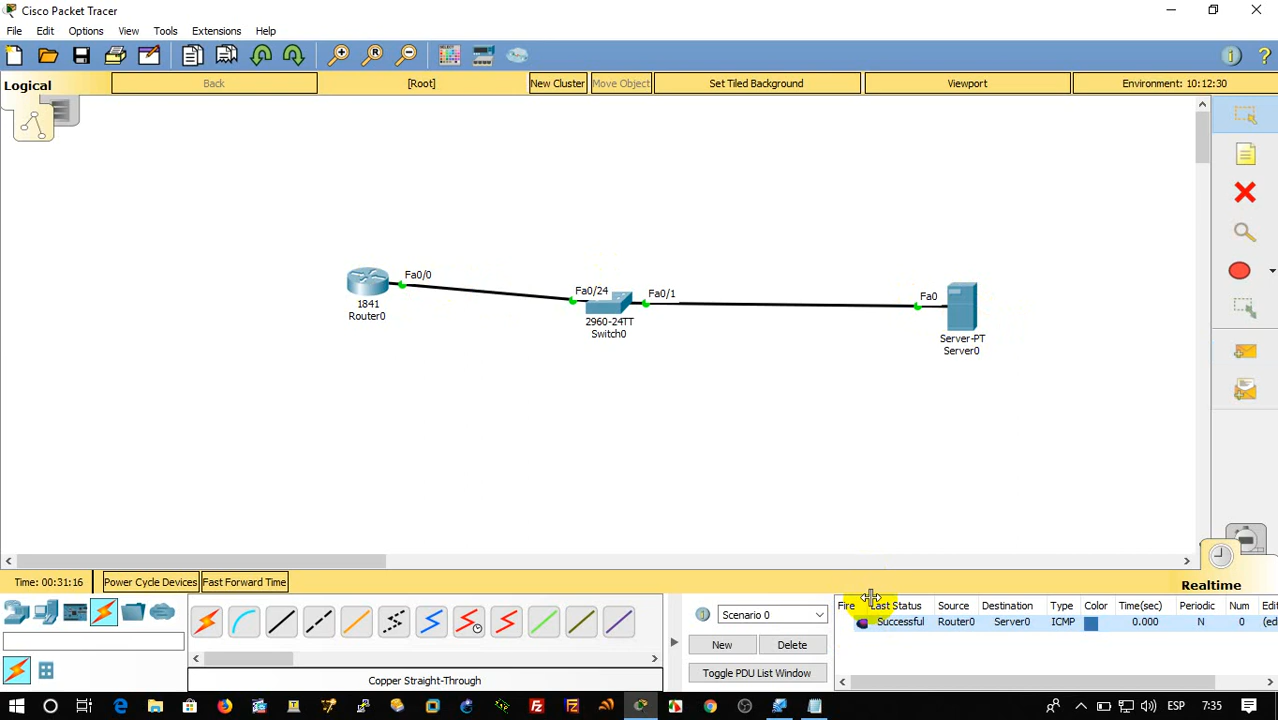 Cisco Packet Tracer
File Edit Options View Tools Extensions Help
Logical
Back
[Root]
New Cluster
Move Object
Set Tiled Background
Viewport
Environment: 10:12:30
Fa0/0
1841
Router0
Fa0/24
Fa0/1
2960-24TT
Switch0
Fa0
Server-PT
Server0
Time: 00:31:16
Power Cycle Devices
Fast Forward Time
Realtime
Scenario 0
New
Delete
Toggle PDU List Window
Copper Straight-Through
Fire Last Status Source Destination Type Color Time(sec) Periodic Num Edi
Successful Router0 Server0 ICMP 0.000 N 0 (ed
ESP 7:35